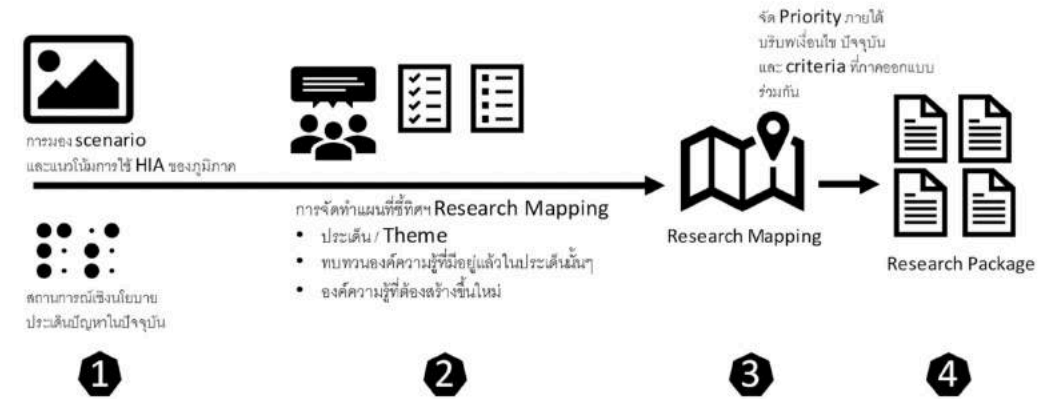 การมอง scenario
และแนวโน้มการใช้ HIA ของภูมิภาค
สถานการณ์เชิงนโยบาย
ประเด็นปัญหาในปัจจุบัน
1
การจัดทำแผนที่ชี้ทิศฯ Research Mapping
• ประเด็น / Theme
• ทบทวนองค์ความรู้ที่มีอยู่แล้วในประเด็นนั้นๆ
• องค์ความรู้ที่ต้องสร้างขึ้นใหม่
2
จัด Priority ภายใต้
บริบทเงื่อนไข ปัจจุบัน
และ criteria ที่ภาคออกแบบ
ร่วมกัน
Research Mapping
3
Research Package
4